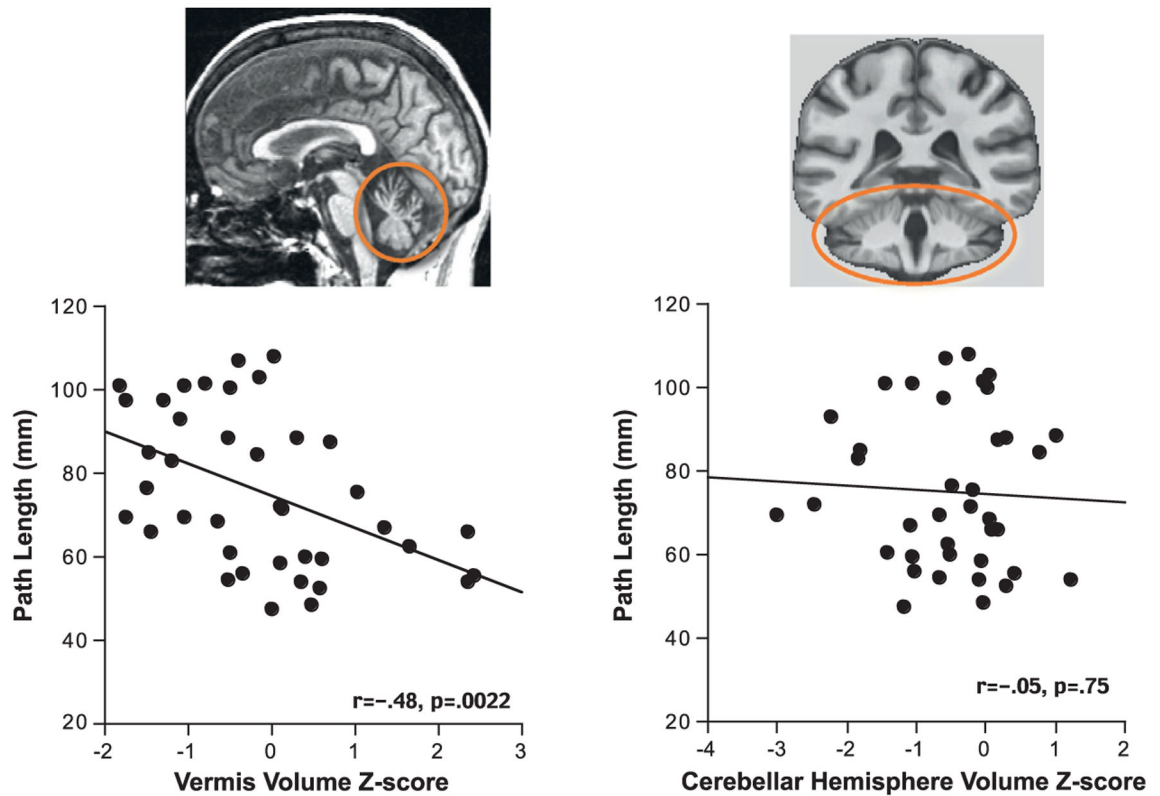 120
100
80
60
40
20
Path Length (mm)
r=−.48, p=.0022
-2 -1 0 1 2 3
Vermis Volume Z-score
120
100
80
60
40
20
Path Length (mm)
r=−.05, p=.75
-4 -3 -2 -1 0 1 2
Cerebellar Hemisphere Volume Z-score